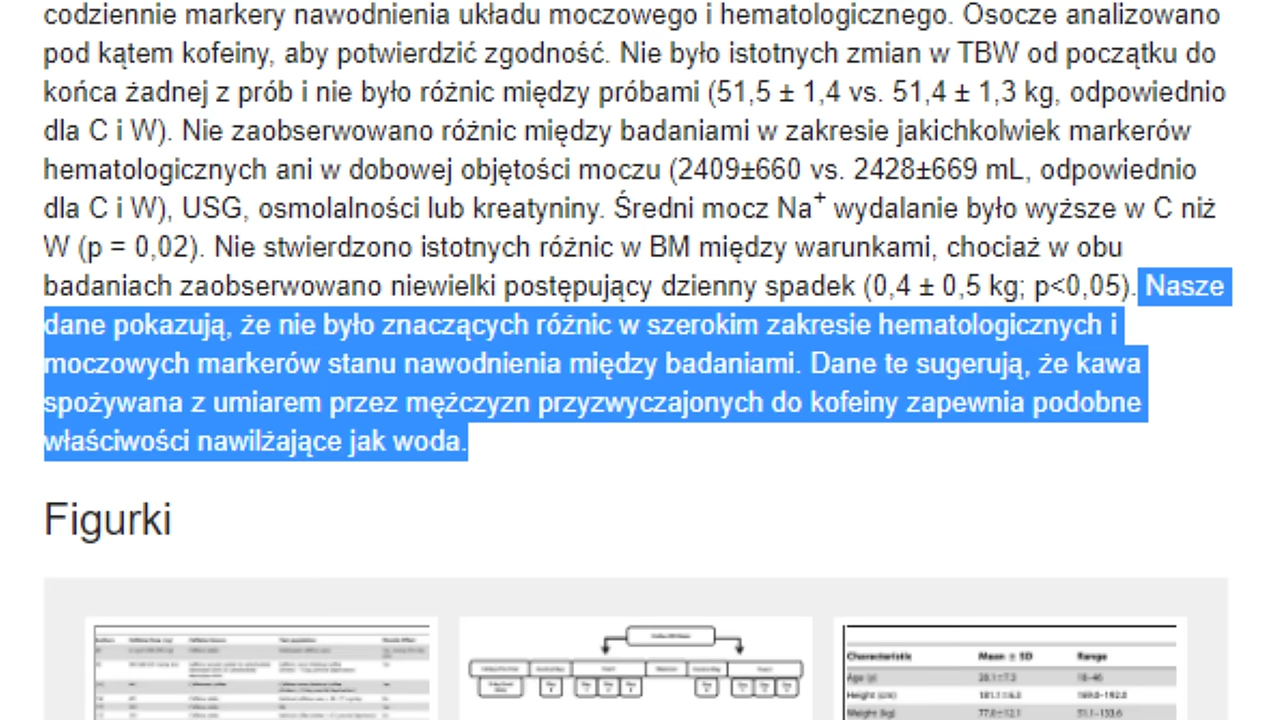 codziennie markery nawodnienia układu moczowego i hematologicznego. Osocze analizowano
pod kątem kofeiny, aby potwierdzić zgodność. Nie było istotnych zmian w TBW od początku do
końca żadnej z prób i nie było różnic między próbami (51,5 ± 1,4 vs. 51,4 ± 1,3 kg, odpowiednio
dla C i W). Nie zaobserwowano różnic między badaniami w zakresie jakichkolwiek markerów
hematologicznych ani w dobowej objętości moczu (2409±660 vs. 2428±669 mL, odpowiednio
dla C i W), USG, osmolalności lub kreatyniny. Średni mocz Na⁺ wydalanie było wyższe w C niż
W (p = 0,02). Nie stwierdzono istotnych różnic w BM między warunkami, chociaż w obu
badaniach zaobserwowano niewielki postępujący dzienny spadek (0,4 ± 0,5 kg; p<0,05). Nasze
dane pokazują, że nie było znaczących różnic w szerokim zakresie hematologicznych i
moczowych markerów stanu nawodnienia między badaniami. Dane te sugerują, że kawa
spożywana z umiarem przez mężczyzn przyzwyczajonych do kofeiny zapewnia podobne
właściwości nawilżające jak woda.
Figurki
Characteristic Mean ± SD Range
Age (y)
Height (cm)
Weight (kg)